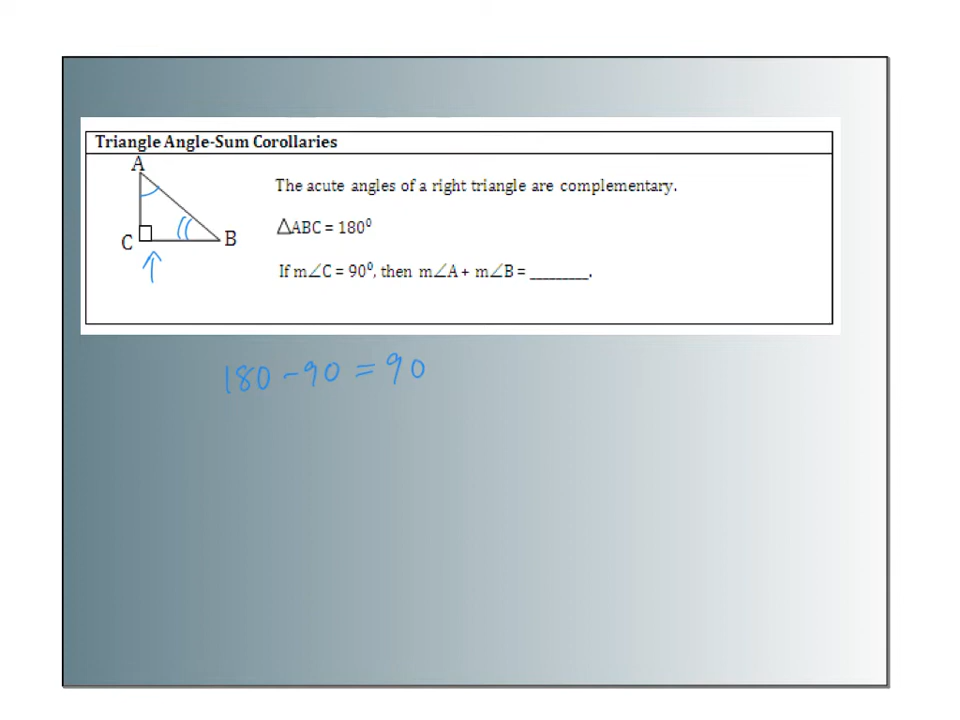 Triangle Angle-Sum Corollaries
A
The acute angles of a right triangle are complementary.
△ABC = 180⁰
C B
If m∠C = 90⁰, then m∠A + m∠B = ________.
180 - 90 = 90